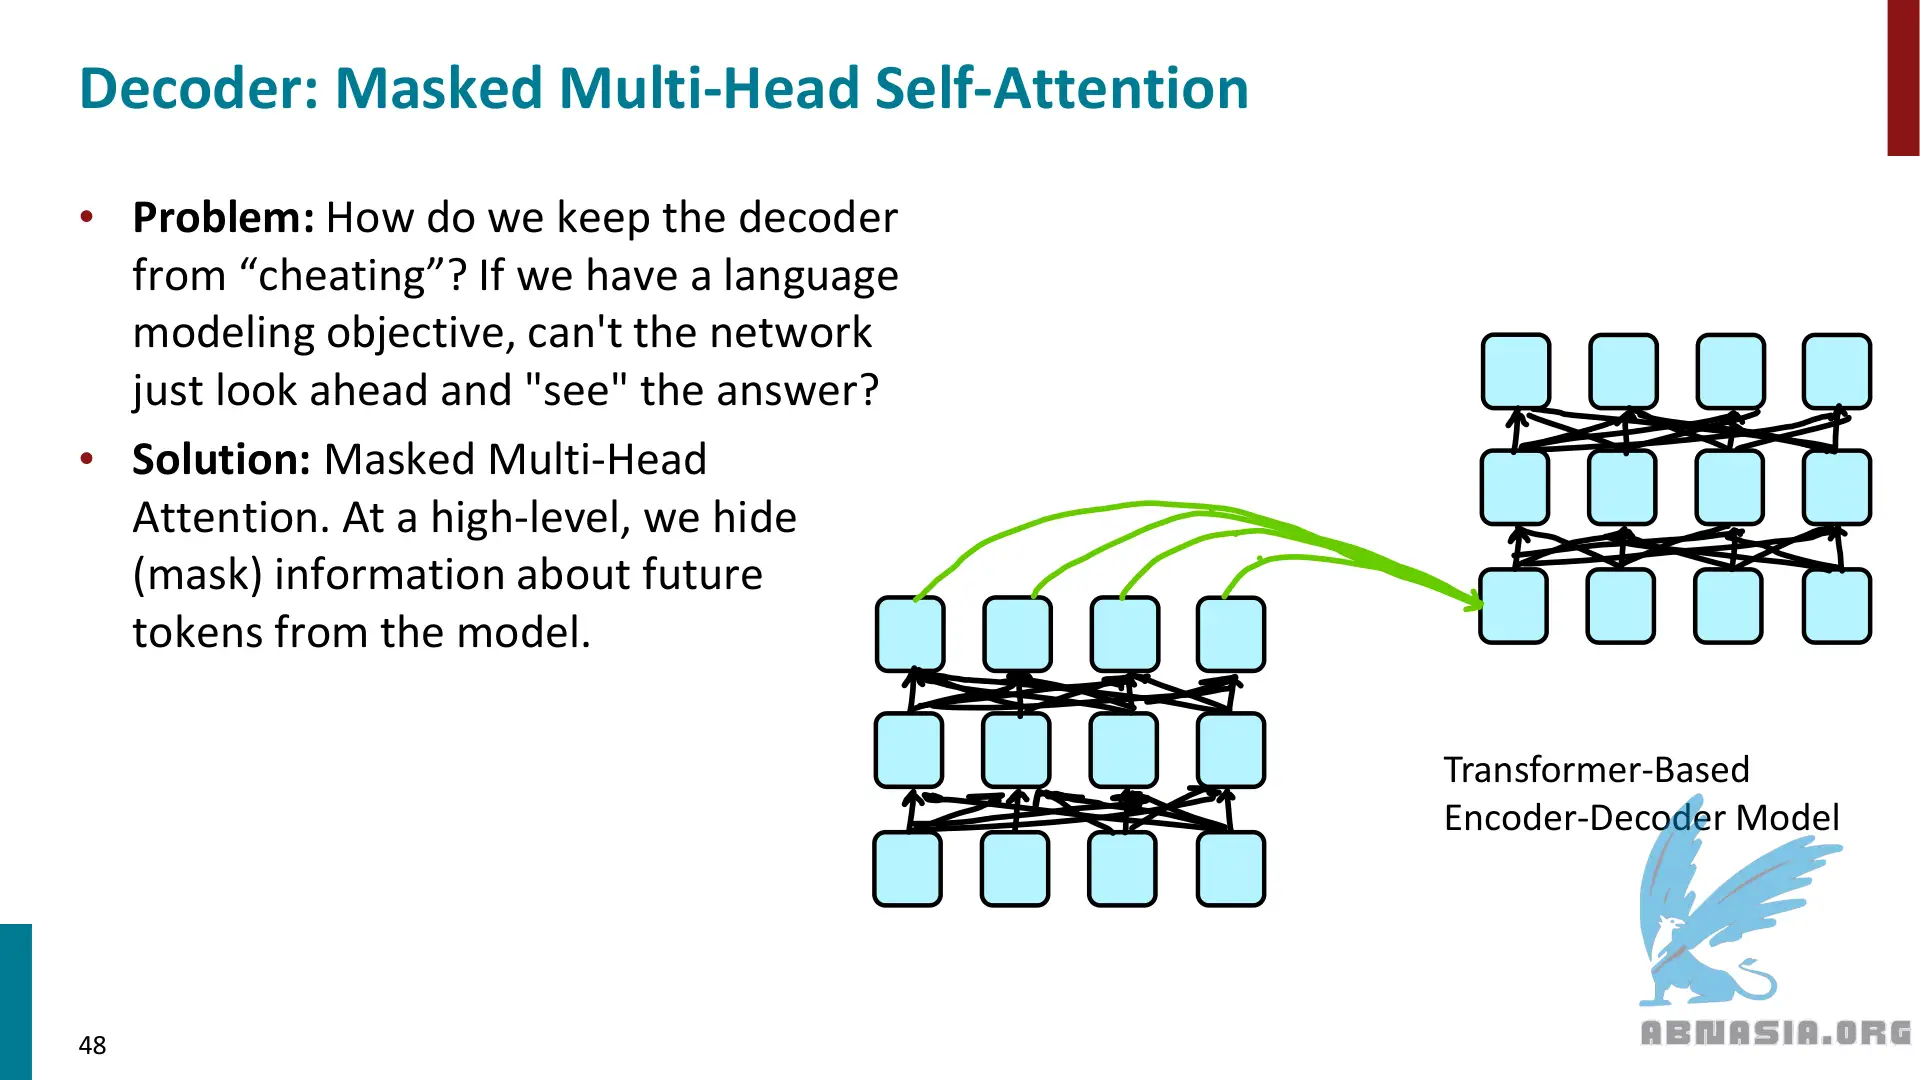 Decoder: Masked Multi-Head Self-Attention
• Problem: How do we keep the decoder
from “cheating”? If we have a language
modeling objective, can't the network
just look ahead and "see" the answer?
• Solution: Masked Multi-Head
Attention. At a high-level, we hide
(mask) information about future
tokens from the model.
Transformer-Based
Encoder-Decoder Model
ABNASIA.ORG
48